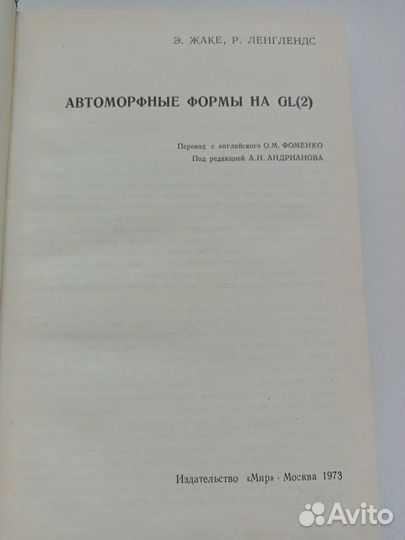 Э. ЖАКЕ, Р. ЛЕНГЛЕНДС
АВТОМОРФНЫЕ ФОРМЫ НА GL(2)
Перевод с английского О.М. ФОМЕНКО
Под редакцией А.Н. АНДРИАНОВА
Издательство «Мир» · Москва 1973
Avito